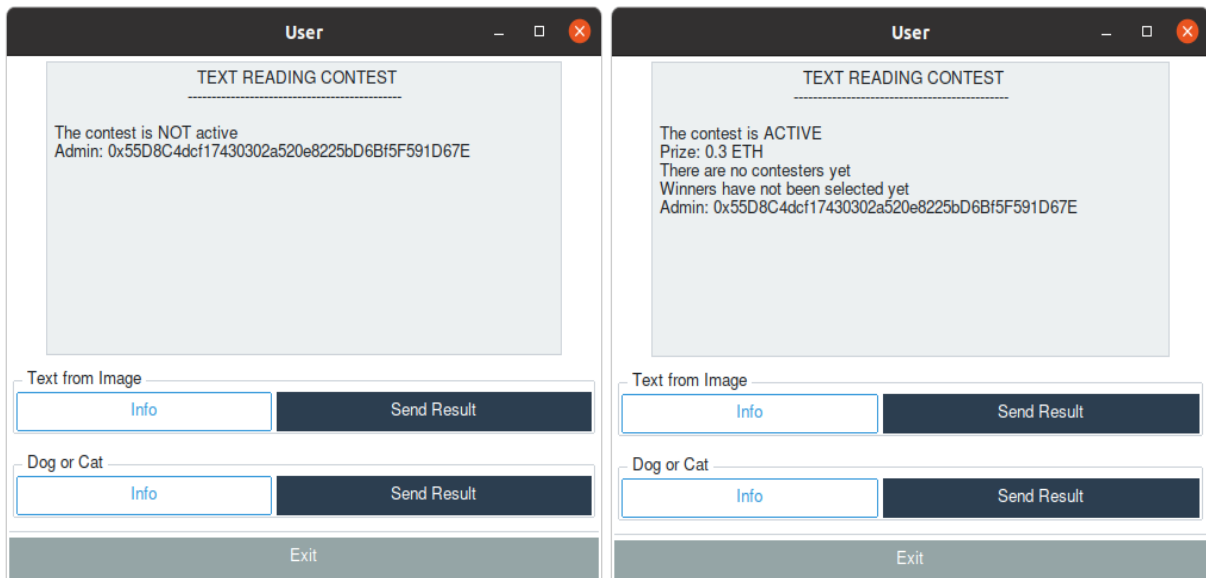 User
TEXT READING CONTEST
---------------------------------------------
The contest is NOT active
Admin: 0x55D8C4dcf17430302a520e8225bD6Bf5F591D67E
Text from Image
Info
Send Result
Dog or Cat
Info
Send Result
Exit
User
TEXT READING CONTEST
---------------------------------------------
The contest is ACTIVE
Prize: 0.3 ETH
There are no contesters yet
Winners have not been selected yet
Admin: 0x55D8C4dcf17430302a520e8225bD6Bf5F591D67E
Text from Image
Info
Send Result
Dog or Cat
Info
Send Result
Exit